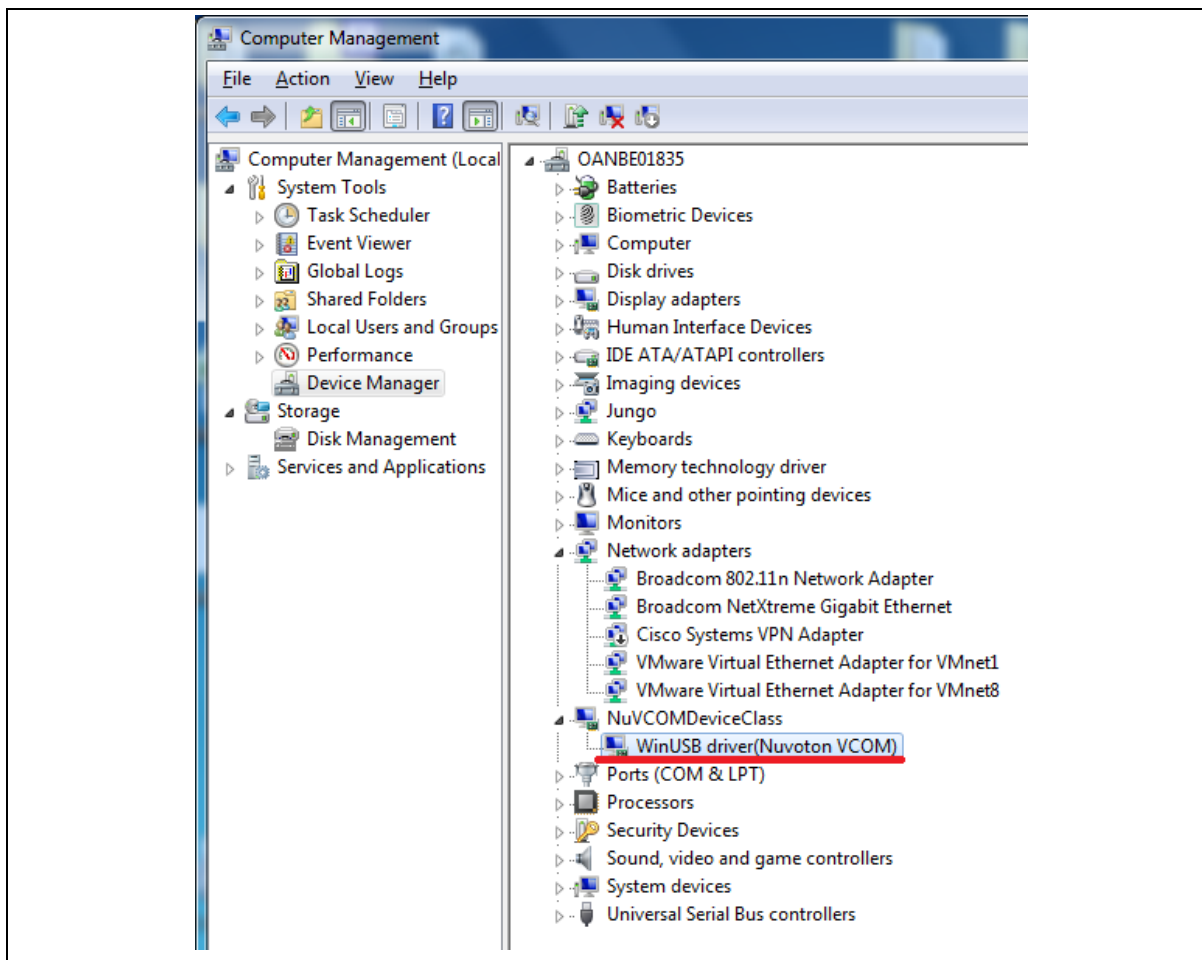 Computer Management
File Action View Help
Computer Management (Local
System Tools
Task Scheduler
Event Viewer
Global Logs
Shared Folders
Local Users and Groups
Performance
Device Manager
Storage
Disk Management
Services and Applications
OANBE01835
Batteries
Biometric Devices
Computer
Disk drives
Display adapters
Human Interface Devices
IDE ATA/ATAPI controllers
Imaging devices
Jungo
Keyboards
Memory technology driver
Mice and other pointing devices
Monitors
Network adapters
Broadcom 802.11n Network Adapter
Broadcom NetXtreme Gigabit Ethernet
Cisco Systems VPN Adapter
VMware Virtual Ethernet Adapter for VMnet1
VMware Virtual Ethernet Adapter for VMnet8
NuVCOMDeviceClass
WinUSB driver(Nuvoton VCOM)
Ports (COM & LPT)
Processors
Security Devices
Sound, video and game controllers
System devices
Universal Serial Bus controllers